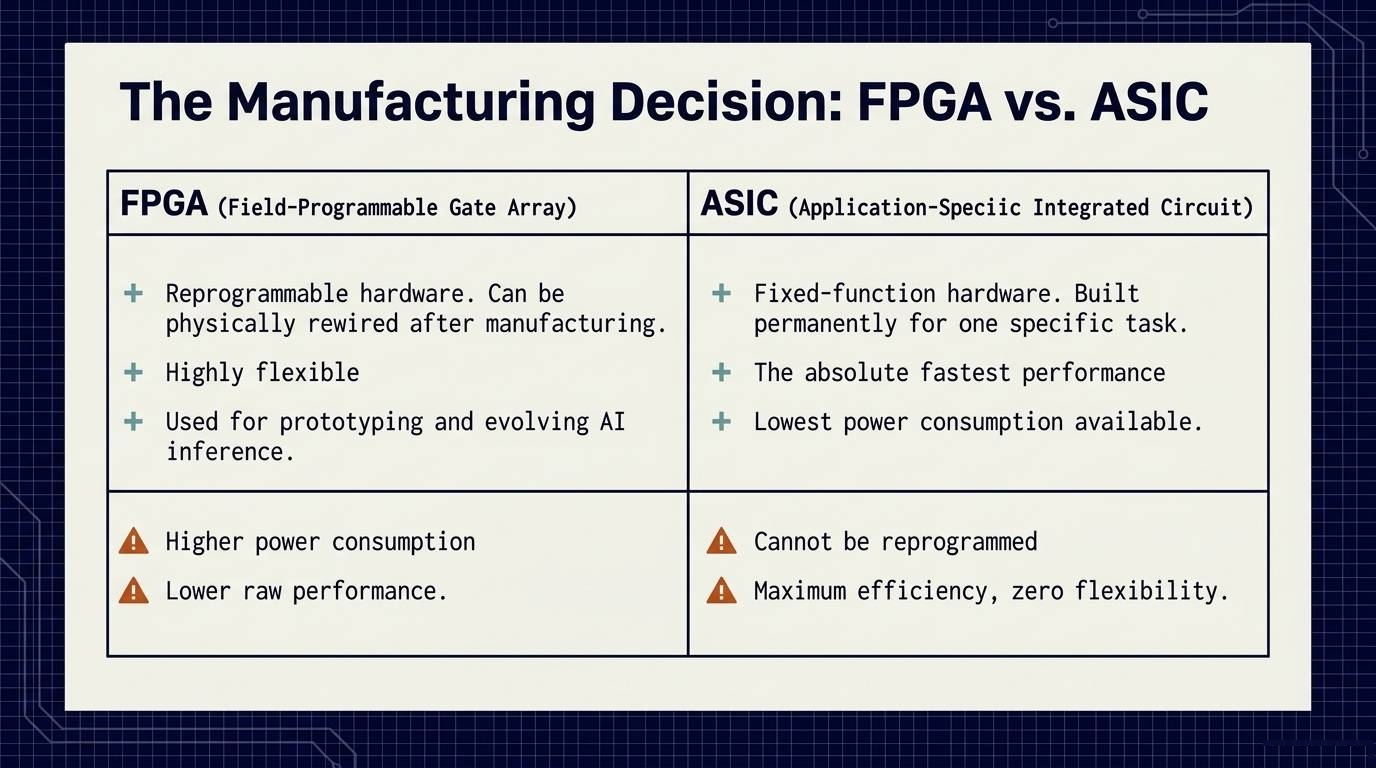 The Manufacturing Decision: FPGA vs. ASIC
FPGA (Field-Programmable Gate Array)
Reprogrammable hardware. Can be
physically rewired after manufacturing.
Highly flexible
Used for prototyping and evolving AI
inference.
Higher power consumption
Lower raw performance.
ASIC (Application-Speciic Integrated Circuit)
Fixed-function hardware. Built
permanently for one specific task.
The absolute fastest performance
Lowest power consumption available.
Cannot be reprogrammed
Maximum efficiency, zero flexibility.